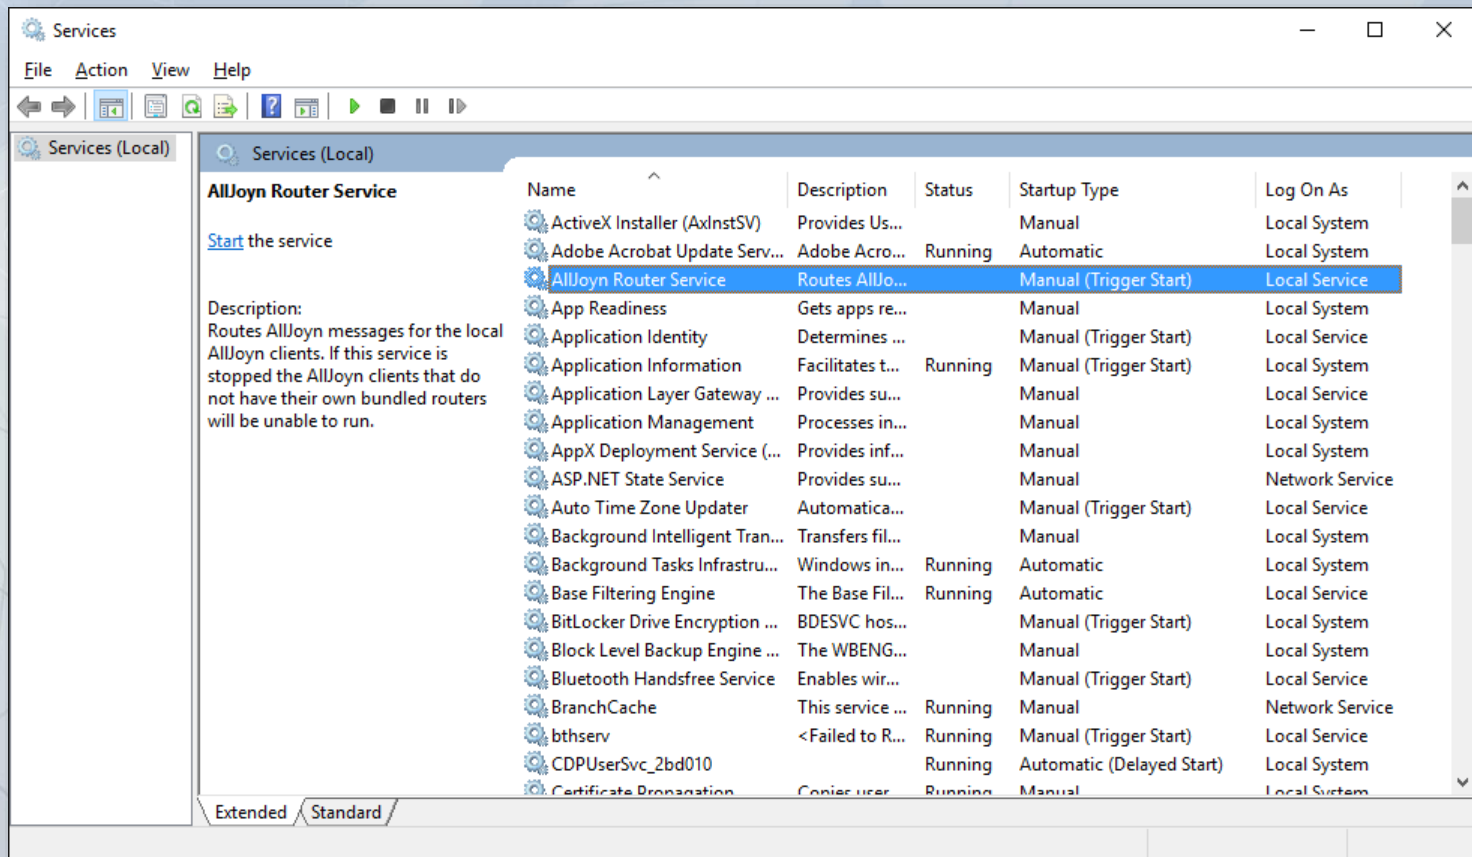 Services
File Action View Help
Services (Local)
Services (Local)
AllJoyn Router Service
Start the service
Description:
Routes AllJoyn messages for the local
AllJoyn clients. If this service is
stopped the AllJoyn clients that do
not have their own bundled routers
will be unable to run.
Name Description Status Startup Type Log On As
ActiveX Installer (AxInstSV) Provides Us... Manual Local System
Adobe Acrobat Update Serv... Adobe Acro... Running Automatic Local System
AllJoyn Router Service Routes AllJo... Manual (Trigger Start) Local Service
App Readiness Gets apps re... Manual Local System
Application Identity Determines ... Manual (Trigger Start) Local Service
Application Information Facilitates t... Running Manual (Trigger Start) Local System
Application Layer Gateway ... Provides su... Manual Local Service
Application Management Processes in... Manual Local System
AppX Deployment Service (... Provides inf... Manual Local System
ASP.NET State Service Provides su... Manual Network Service
Auto Time Zone Updater Automatica... Manual (Trigger Start) Local Service
Background Intelligent Tran... Transfers fil... Manual Local System
Background Tasks Infrastru... Windows in... Running Automatic Local System
Base Filtering Engine The Base Fil... Running Automatic Local Service
BitLocker Drive Encryption ... BDESVC hos... Manual (Trigger Start) Local System
Block Level Backup Engine ... The WBENG... Manual Local System
Bluetooth Handsfree Service Enables wir... Manual (Trigger Start) Local Service
BranchCache This service ... Running Manual Network Service
bthserv <Failed to R... Running Manual (Trigger Start) Local Service
CDPUserSvc_2bd010 Running Automatic (Delayed Start) Local System
Certificate Propagation Copies user Running Manual Local System
Extended Standard